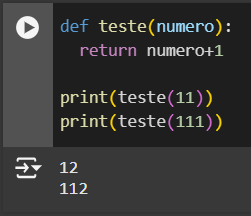 def teste(numero):
  return numero+1
print(teste(11))
print(teste(111))
12
112